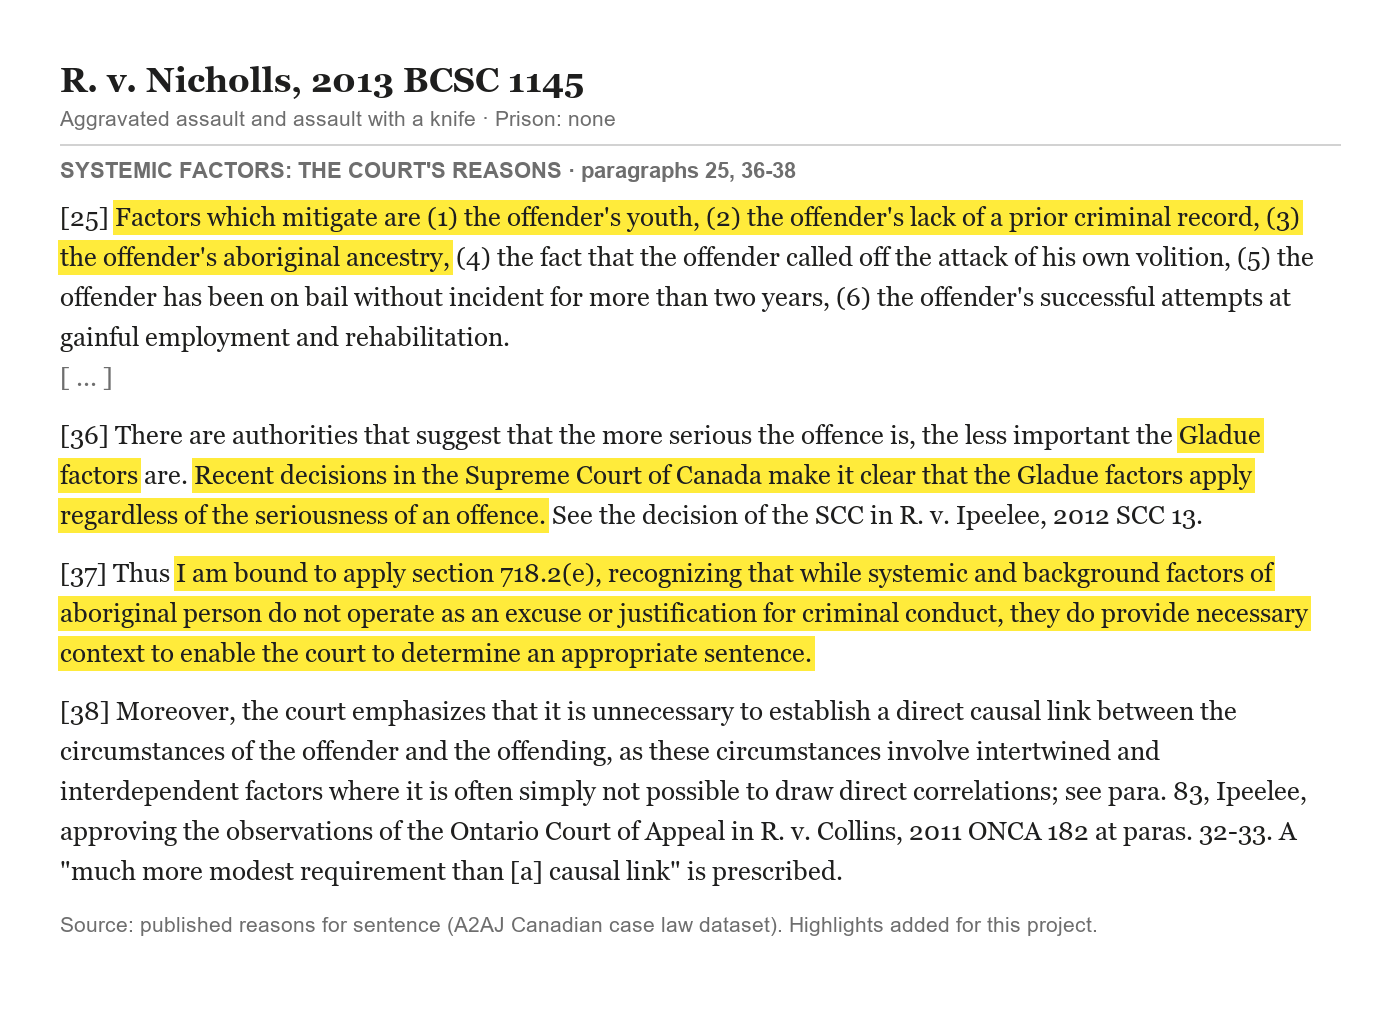 R. v. Nicholls, 2013 BCSC 1145
Aggravated assault and assault with a knife · Prison: none
SYSTEMIC FACTORS: THE COURT'S REASONS · paragraphs 25, 36-38
[25] Factors which mitigate are (1) the offender's youth, (2) the offender's lack of a prior criminal record, (3)
the offender's aboriginal ancestry, (4) the fact that the offender called off the attack of his own volition, (5) the
offender has been on bail without incident for more than two years, (6) the offender's successful attempts at
gainful employment and rehabilitation.
[ ... ]
[36] There are authorities that suggest that the more serious the offence is, the less important the Gladue
factors are. Recent decisions in the Supreme Court of Canada make it clear that the Gladue factors apply
regardless of the seriousness of an offence. See the decision of the SCC in R. v. Ipeelee, 2012 SCC 13.
[37] Thus I am bound to apply section 718.2(e), recognizing that while systemic and background factors of
aboriginal person do not operate as an excuse or justification for criminal conduct, they do provide necessary
context to enable the court to determine an appropriate sentence.
[38] Moreover, the court emphasizes that it is unnecessary to establish a direct causal link between the
circumstances of the offender and the offending, as these circumstances involve intertwined and
interdependent factors where it is often simply not possible to draw direct correlations; see para. 83, Ipeelee,
approving the observations of the Ontario Court of Appeal in R. v. Collins, 2011 ONCA 182 at paras. 32-33. A
"much more modest requirement than [a] causal link" is prescribed.
Source: published reasons for sentence (A2AJ Canadian case law dataset). Highlights added for this project.